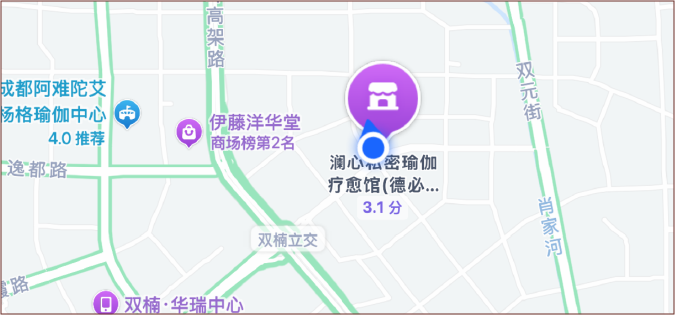 高架路
双元街
成都阿难陀艾
杨格瑜伽中心
4.0 推荐
伊藤洋华堂
商场榜第2名
澜心私密瑜伽
疗愈馆(德必...
3.1 分
逸都路
肖家河
双楠立交
霞路
双楠·华瑞中心